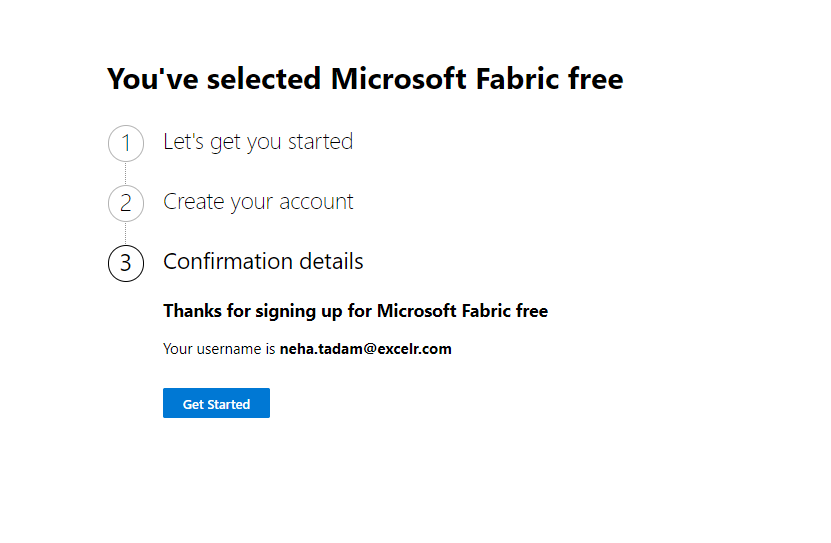 You've selected Microsoft Fabric free
1 Let's get you started
2 Create your account
3 Confirmation details
Thanks for signing up for Microsoft Fabric free
Your username is neha.tadam@excelr.com
Get Started